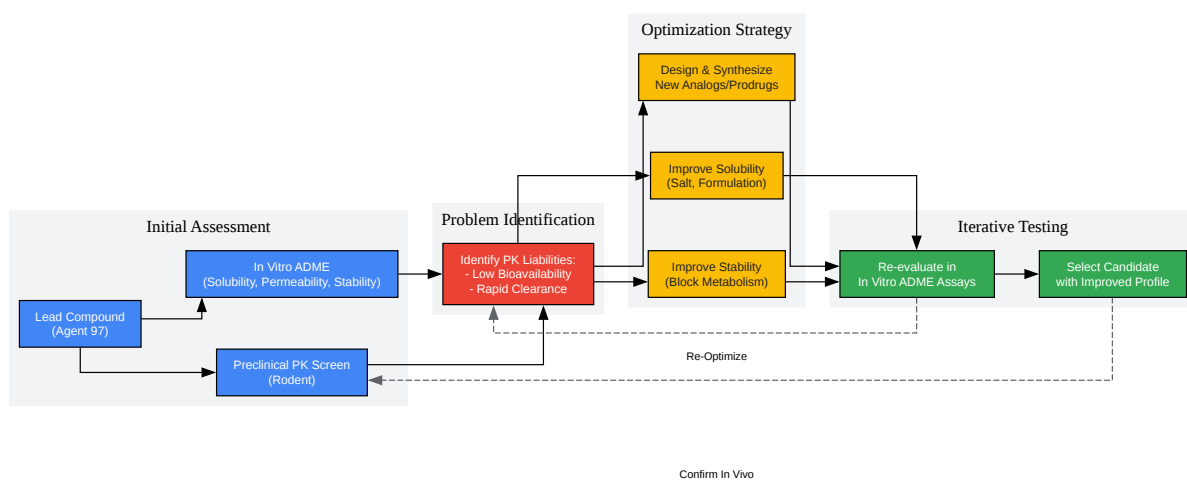 Optimization Strategy
Design & Synthesize
New Analogs/Prodrugs
Improve Solubility
(Salt, Formulation)
Improve Stability
(Block Metabolism)
Initial Assessment
In Vitro ADME
(Solubility, Permeability, Stability)
Lead Compound
(Agent 97)
Preclinical PK Screen
(Rodent)
Problem Identification
Identify PK Liabilities:
- Low Bioavailability
- Rapid Clearance
Iterative Testing
Re-evaluate in
In Vitro ADME Assays
Select Candidate
with Improved Profile
Re-Optimize
Confirm In Vivo